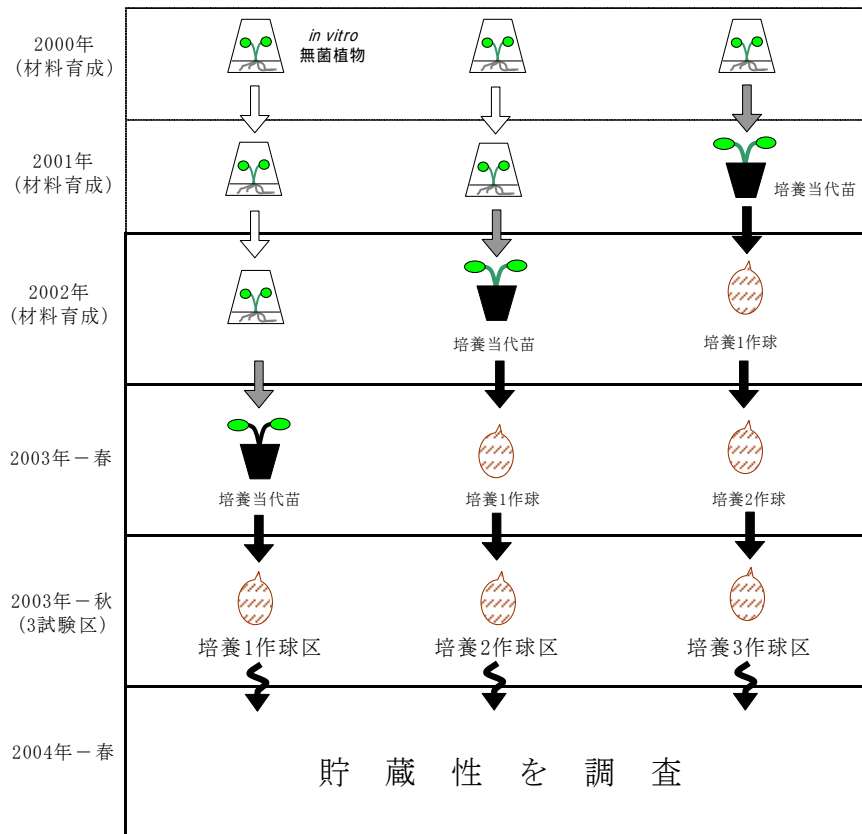 2000年
(材料育成)
in vitro
無菌植物
2001年
(材料育成)
培養当代苗
2002年
(材料育成)
培養当代苗
培養1作球
2003年－春
培養当代苗
培養1作球
培養2作球
2003年－秋
(3試験区)
培養1作球区
培養2作球区
培養3作球区
2004年－春
貯蔵性を調査